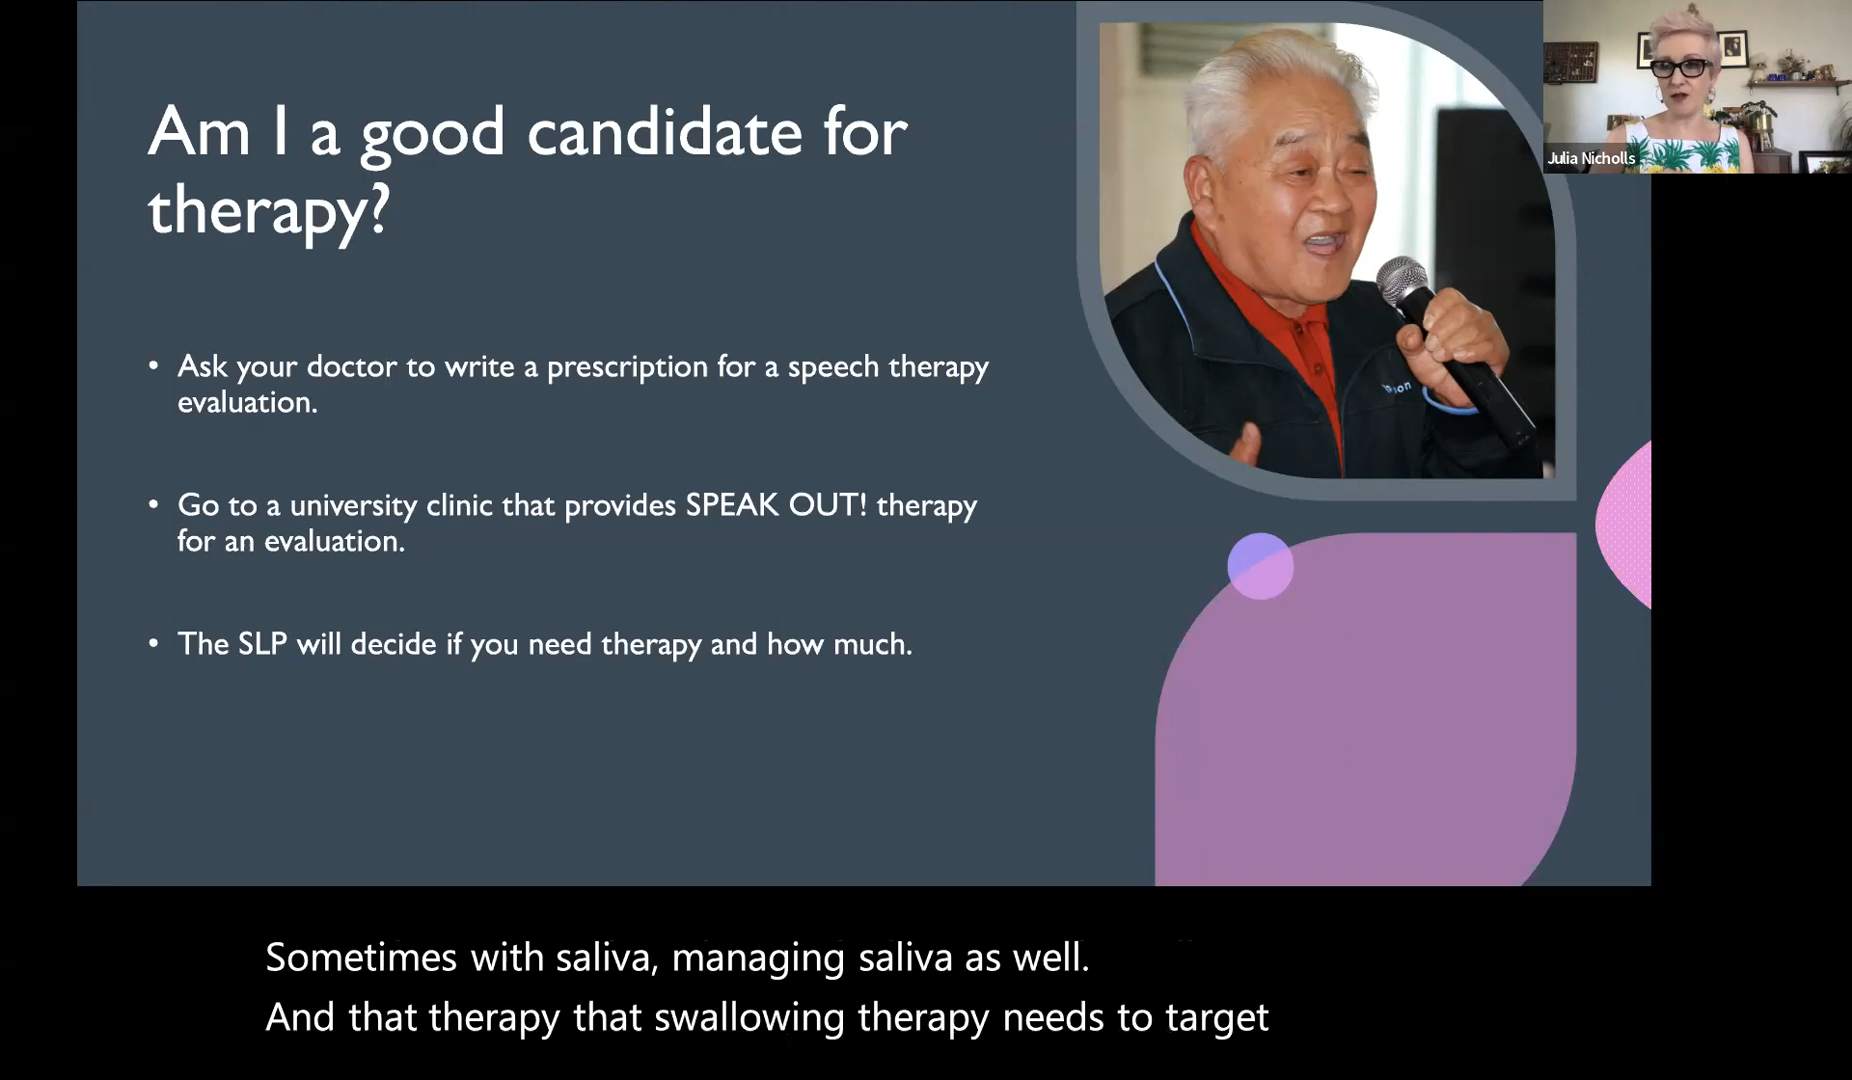 Am I a good candidate for
therapy?
• Ask your doctor to write a prescription for a speech therapy
evaluation.
• Go to a university clinic that provides SPEAK OUT! therapy
for an evaluation.
• The SLP will decide if you need therapy and how much.
Julia Nicholls
Sometimes with saliva, managing saliva as well.
And that therapy that swallowing therapy needs to target